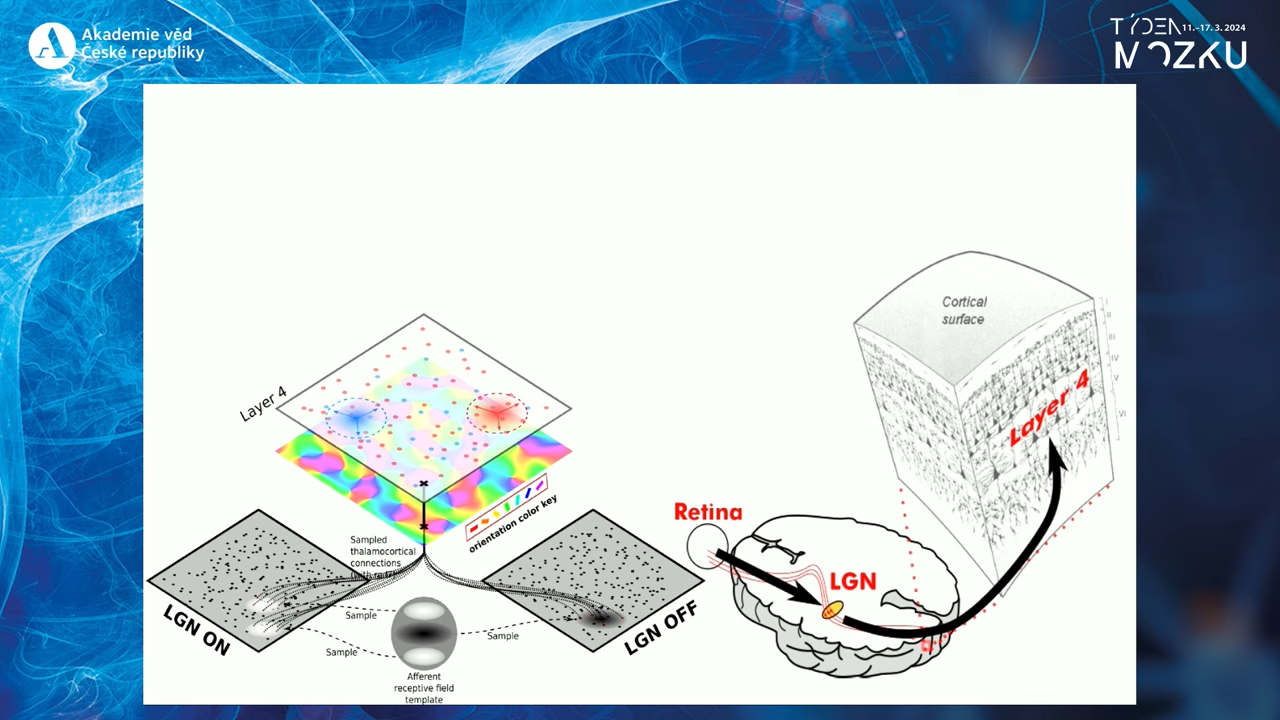 Akademie věd
České republiky
TÝDEN 11.–17. 3. 2024
MOZKU
Cortical
surface
I
II
III
IV
V
VI
Layer 4
Layer 4
orientation color key
Retina
LGN
Sampled
thalamocortical
connections
LGN ON
LGN OFF
Sample
Sample
Sample
Afferent
receptive field
template